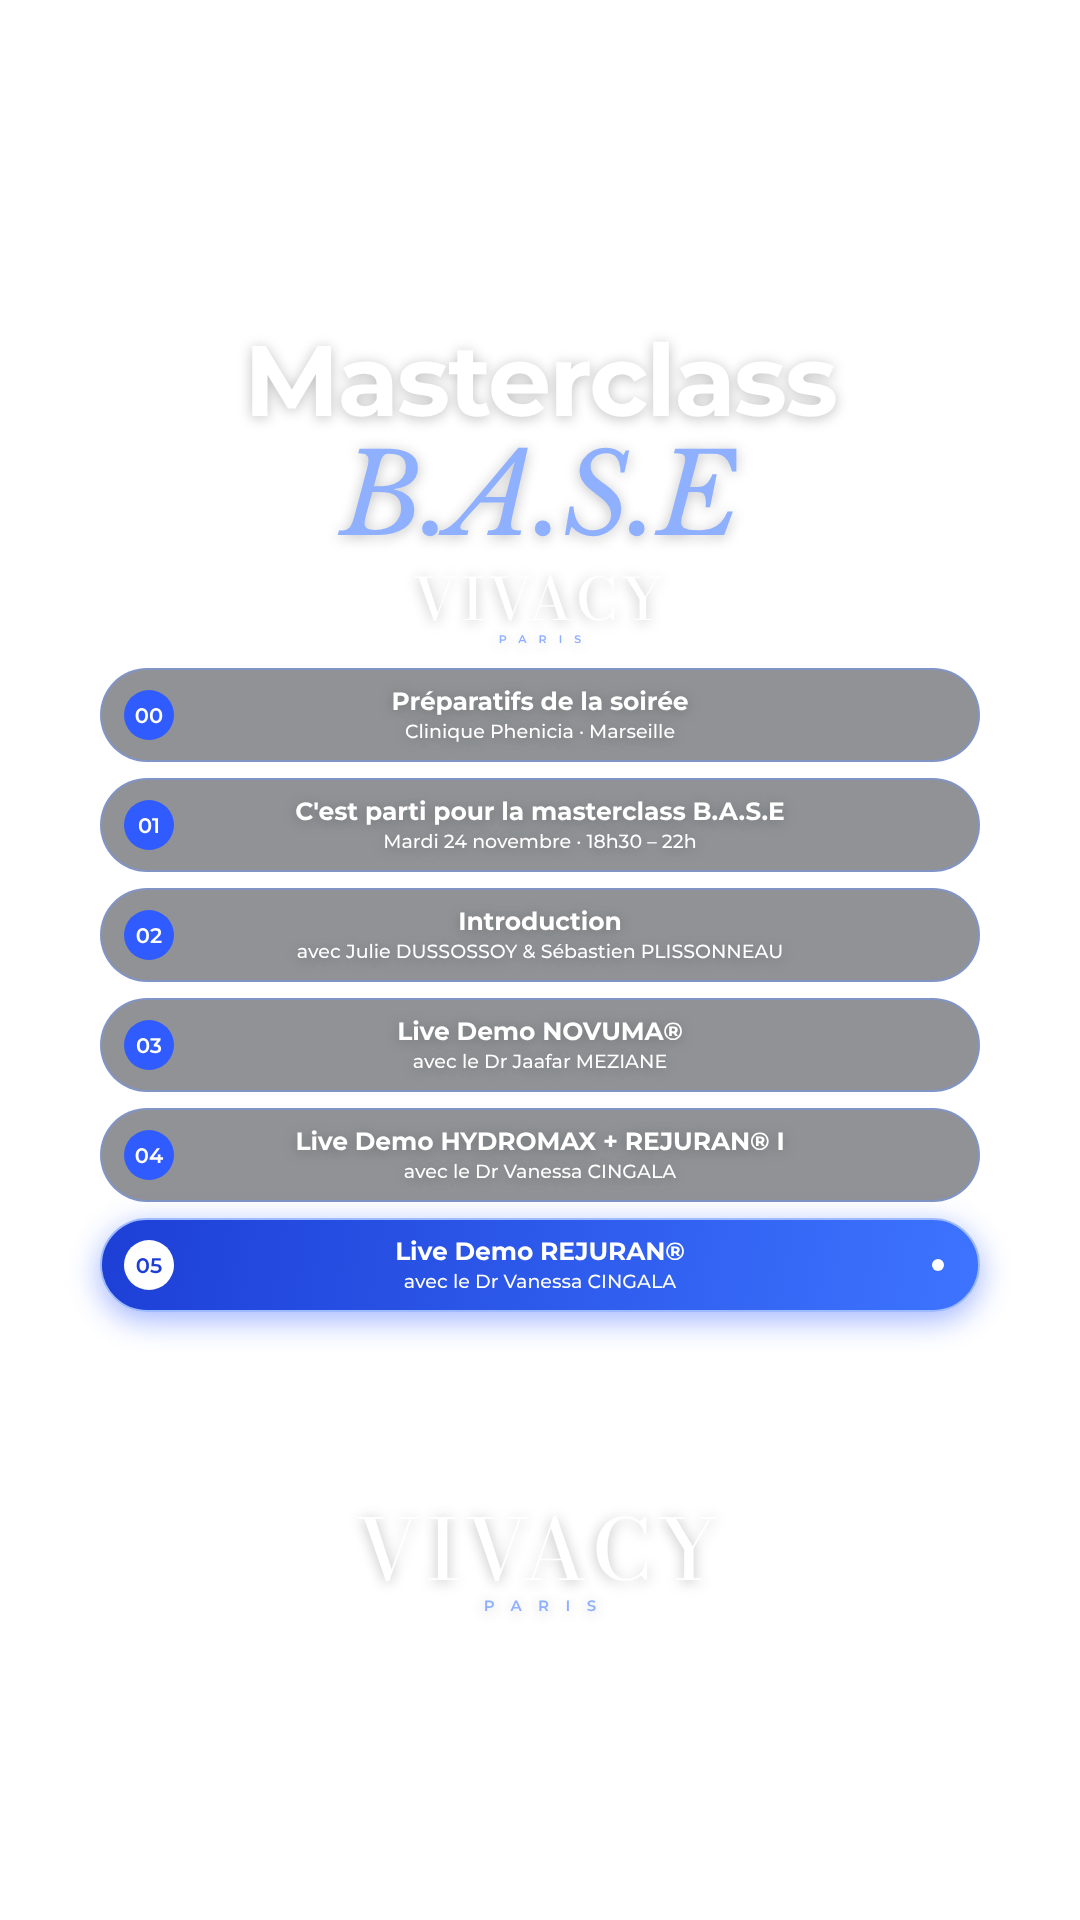 Masterclass
B.A.S.E
VIVACY
PARIS
00
Préparatifs de la soirée
Clinique Phenicia · Marseille
01
C'est parti pour la masterclass B.A.S.E
Mardi 24 novembre · 18h30 – 22h
02
Introduction
avec Julie DUSSOSSOY & Sébastien PLISSONNEAU
03
Live Demo NOVUMA®
avec le Dr Jaafar MEZIANE
04
Live Demo HYDROMAX + REJURAN® I
avec le Dr Vanessa CINGALA
05
Live Demo REJURAN®
avec le Dr Vanessa CINGALA
VIVACY
PARIS